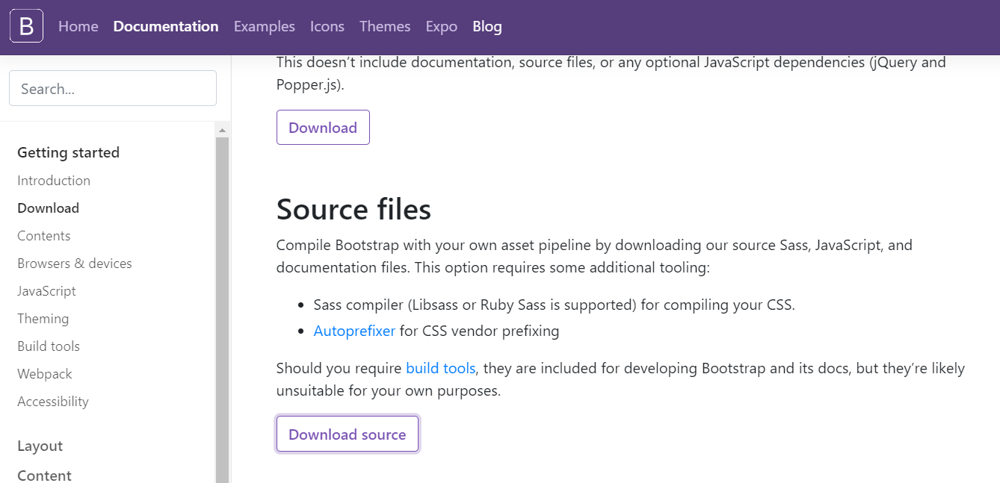 B Home Documentation Examples Icons Themes Expo Blog
Search...
Getting started
Introduction
Download
Contents
Browsers & devices
JavaScript
Theming
Build tools
Webpack
Accessibility
Layout
Content
This doesn’t include documentation, source files, or any optional JavaScript dependencies (jQuery and
Popper.js).
Download
Source files
Compile Bootstrap with your own asset pipeline by downloading our source Sass, JavaScript, and
documentation files. This option requires some additional tooling:
• Sass compiler (Libsass or Ruby Sass is supported) for compiling your CSS.
• Autoprefixer for CSS vendor prefixing
Should you require build tools, they are included for developing Bootstrap and its docs, but they’re likely
unsuitable for your own purposes.
Download source